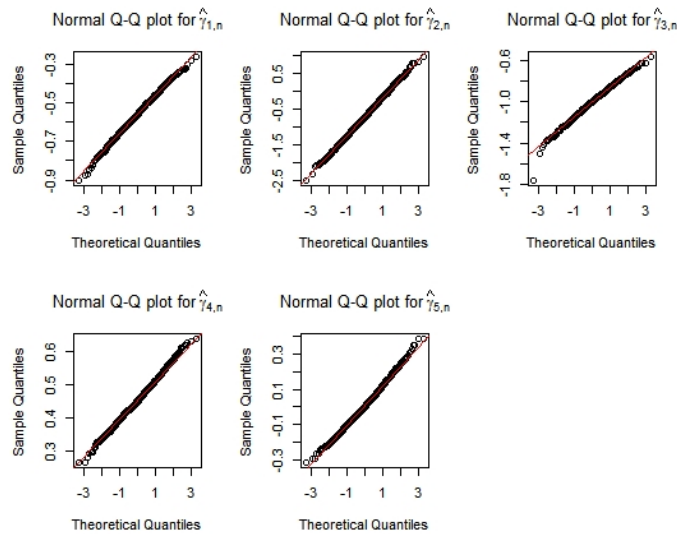 Normal Q-Q plot for γ̂1,n
Sample Quantiles
-0.3
-0.5
-0.7
-0.9
-3 -1 1 3
Theoretical Quantiles
Normal Q-Q plot for γ̂2,n
Sample Quantiles
0.5
-0.5
-1.5
-2.5
-3 -1 1 3
Theoretical Quantiles
Normal Q-Q plot for γ̂3,n
Sample Quantiles
-0.6
-1.0
-1.4
-1.8
-3 -1 1 3
Theoretical Quantiles
Normal Q-Q plot for γ̂4,n
Sample Quantiles
0.6
0.5
0.4
0.3
-3 -1 1 3
Theoretical Quantiles
Normal Q-Q plot for γ̂5,n
Sample Quantiles
0.3
0.1
-0.1
-0.3
-3 -1 1 3
Theoretical Quantiles